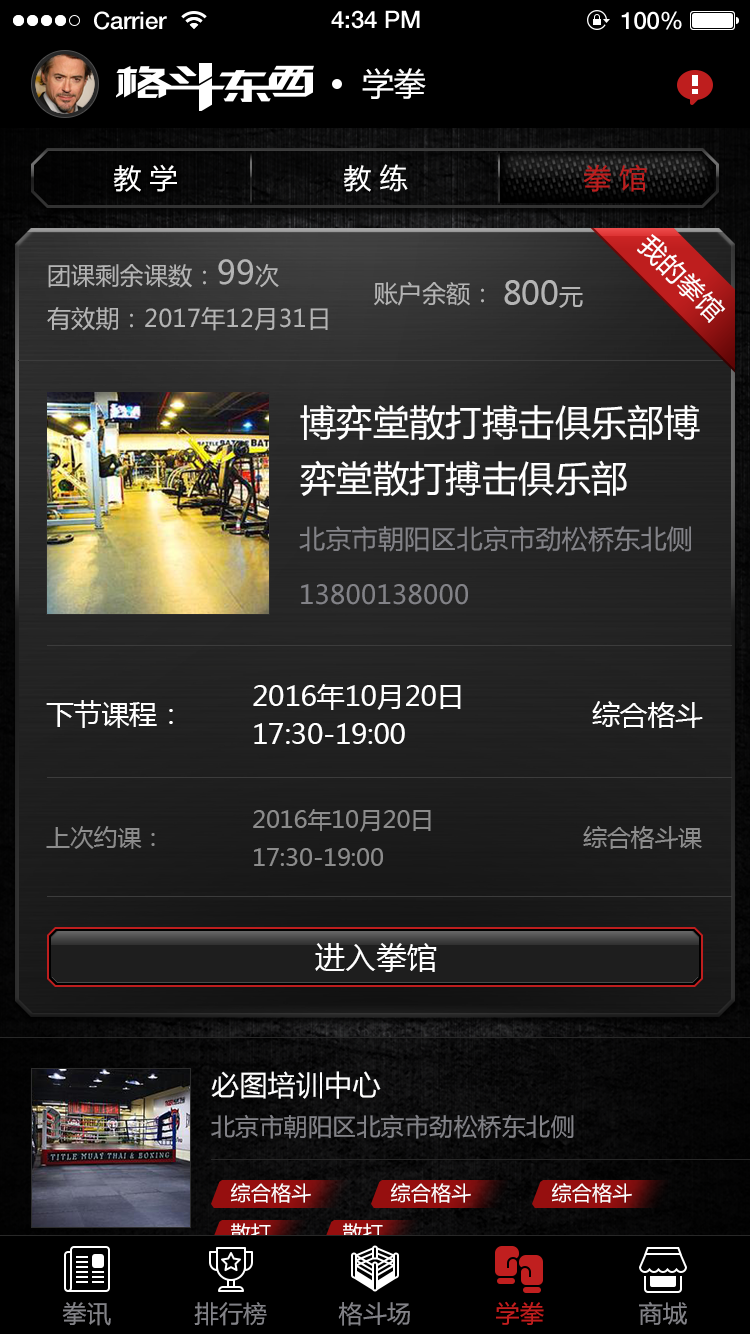 Carrier 4:34 PM 100%
格斗东西 · 学拳
教学 教练 拳馆
我的拳馆
团课剩余课数：99次
有效期：2017年12月31日
账户余额： 800元
BATTLE BATTLE BAT
博弈堂散打搏击俱乐部博
弈堂散打搏击俱乐部
北京市朝阳区北京市劲松桥东北侧
13800138000
下节课程： 2016年10月20日 综合格斗
17:30-19:00
上次约课： 2016年10月20日 综合格斗课
17:30-19:00
进入拳馆
TITLE MUAY THAI & BOXING
必图培训中心
北京市朝阳区北京市劲松桥东北侧
综合格斗 综合格斗 综合格斗
散打 散打
拳讯 排行榜 格斗场 学拳 商城